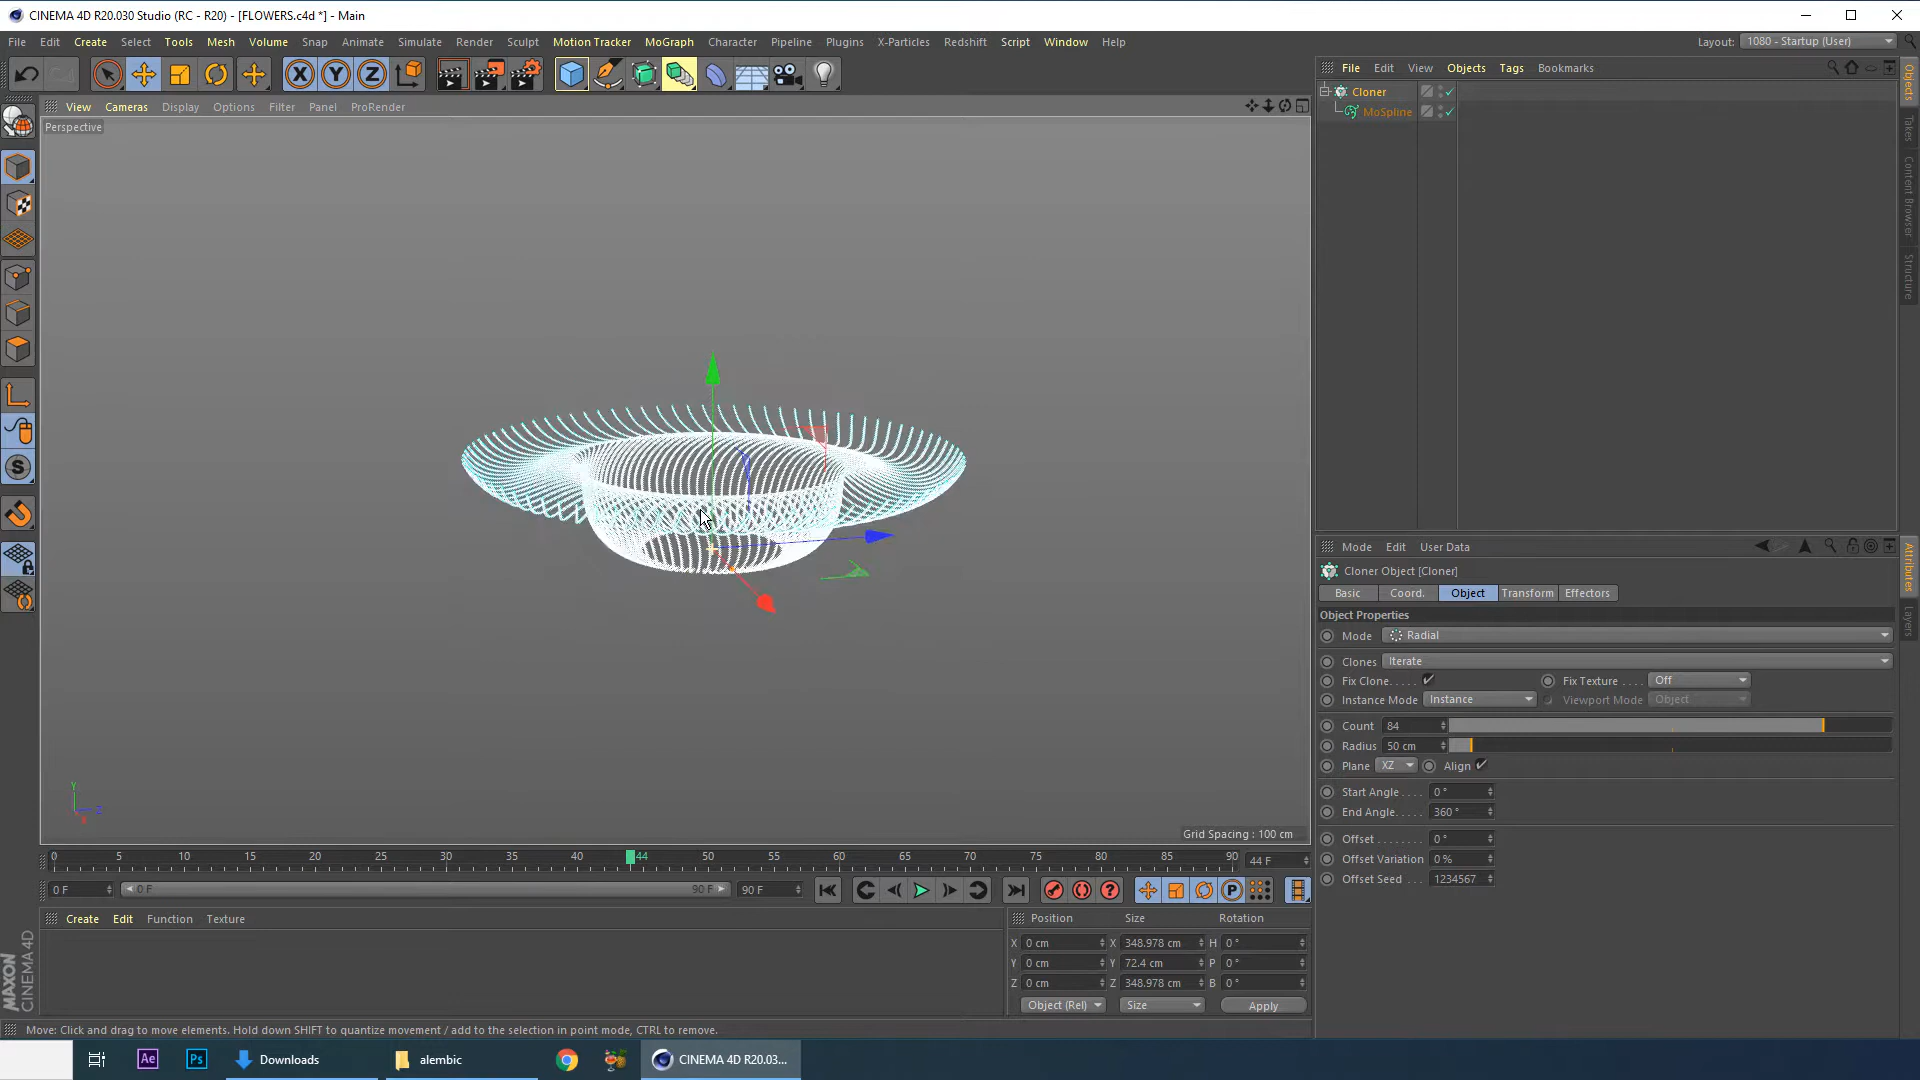 CINEMA 4D R20.030 Studio (RC - R20) - [FLOWERS.c4d *] - Main
File Edit Create Select Tools Mesh Volume Snap Animate Simulate Render Sculpt Motion Tracker MoGraph Character Pipeline Plugins X-Particles Redshift Script Window Help
Layout: 1080 - Startup (User)
X Y Z
File Edit View Objects Tags Bookmarks
View Cameras Display Options Filter Panel ProRender
Perspective
Cloner
MoSpline
Objects
Takes
Content Browser
Structure
Mode Edit User Data
Cloner Object [Cloner]
Basic Coord. Object Transform Effectors
Object Properties
Mode Radial
Clones Iterate
Fix Clone. . . . . Fix Texture . . . . Off
Instance Mode Instance Viewport Mode Object
Count 84
Radius 50 cm
Plane XZ Align
Start Angle . . . . 0 °
End Angle. . . . . 360 °
Offset . . . . . . . . 0 °
Offset Variation 0 %
Offset Seed . . . 1234567
Attributes
Layers
Y
Z
X
Grid Spacing : 100 cm
0 5 10 15 20 25 30 35 40 44 50 55 60 65 70 75 80 85 90 44 F
0 F 0 F 90 F 90 F
P
Create Edit Function Texture
Position Size Rotation
X 0 cm X 348.978 cm H 0 °
Y 0 cm Y 72.4 cm P 0 °
Z 0 cm Z 348.978 cm B 0 °
Object (Rel) Size Apply
MAXON
CINEMA 4D
Move: Click and drag to move elements. Hold down SHIFT to quantize movement / add to the selection in point mode, CTRL to remove.
Ae Ps Downloads alembic CINEMA 4D R20.03...